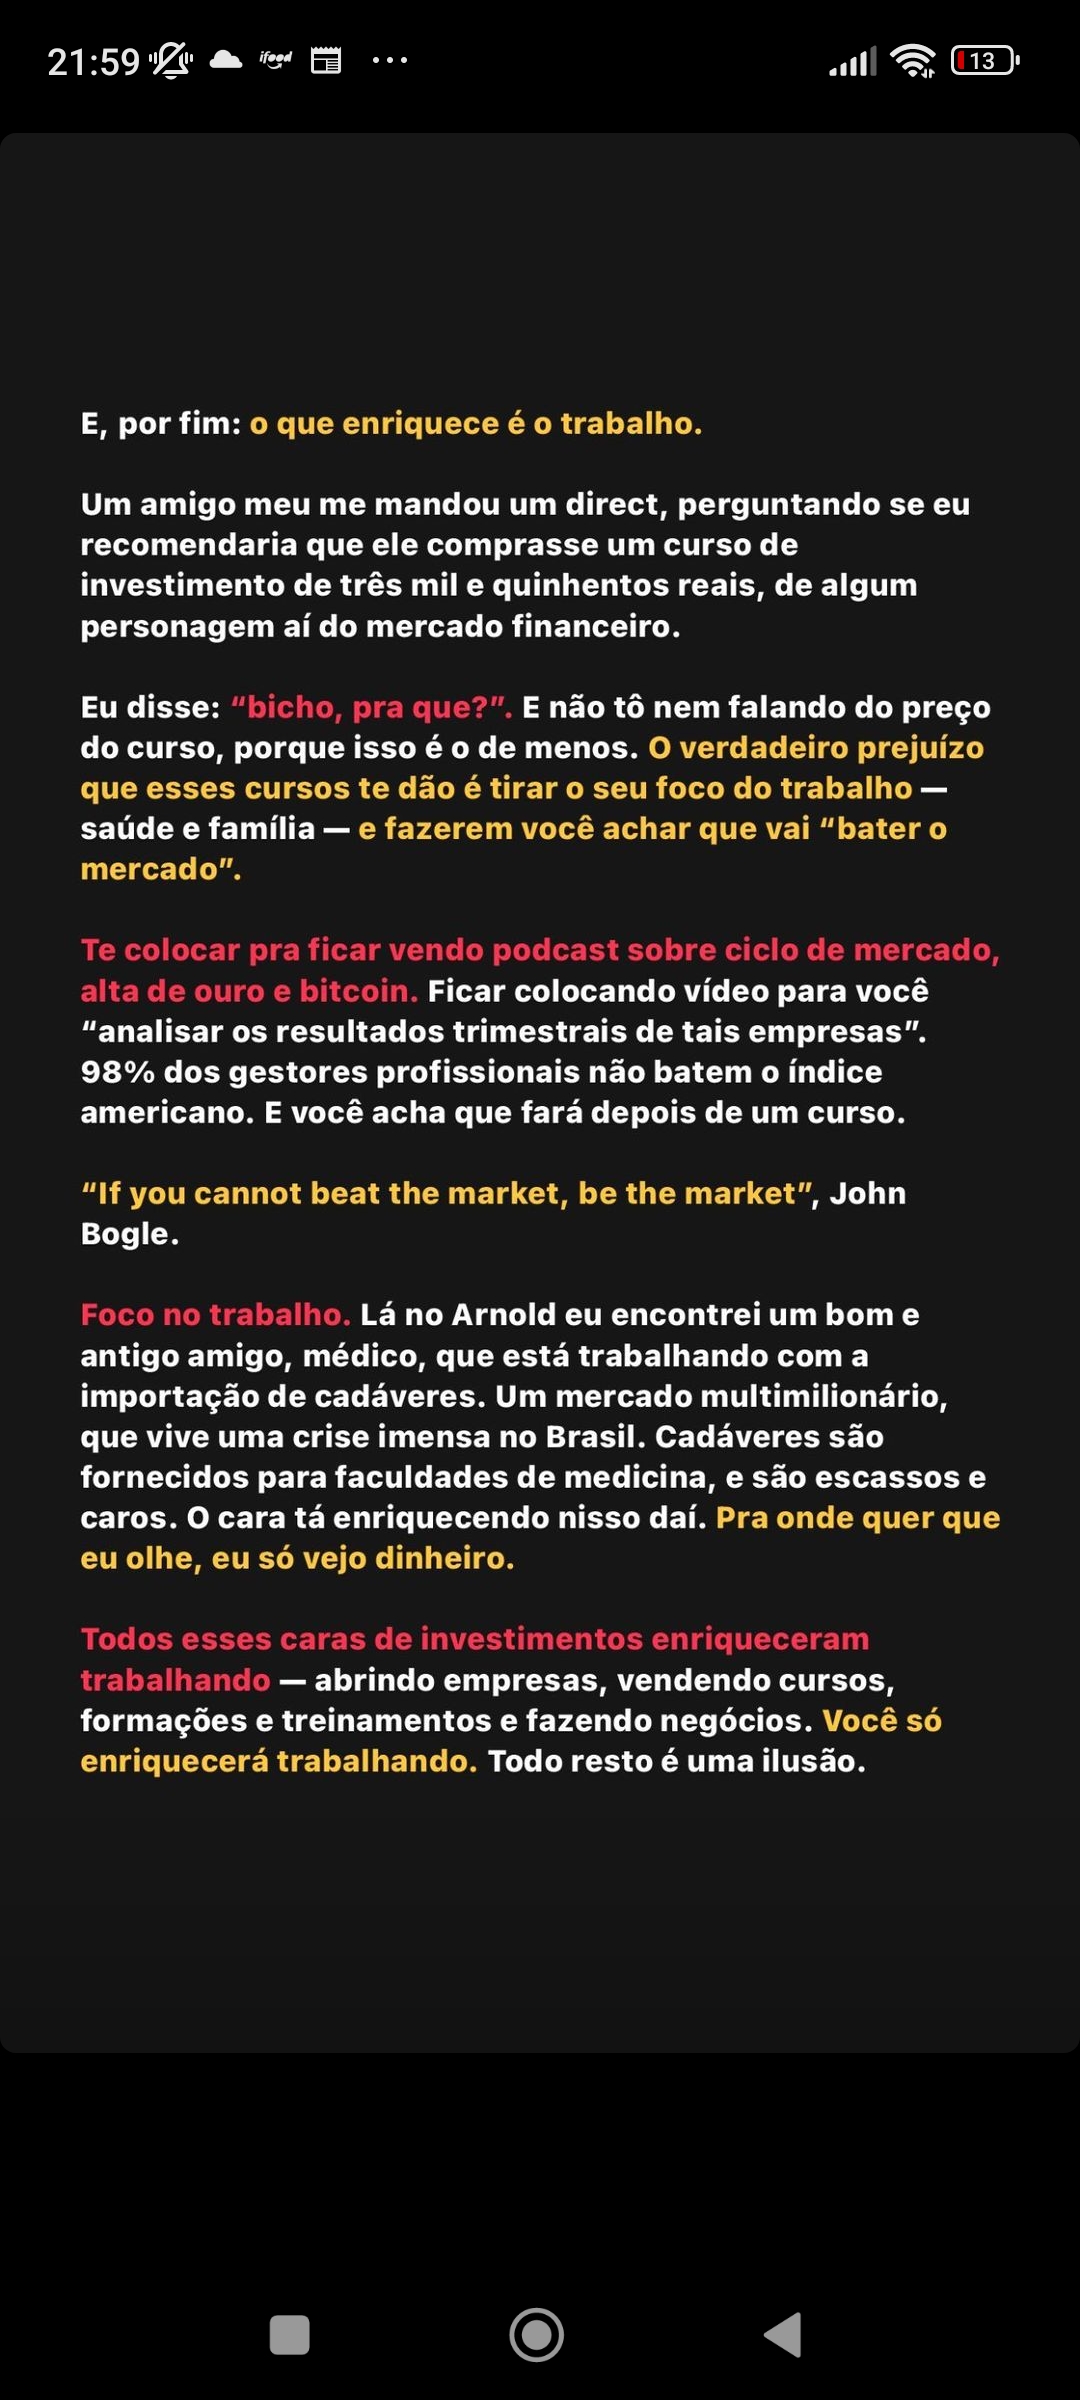 21:59
ifood
13
E, por fim: o que enriquece é o trabalho.
Um amigo meu me mandou um direct, perguntando se eu
recomendaria que ele comprasse um curso de
investimento de três mil e quinhentos reais, de algum
personagem aí do mercado financeiro.
Eu disse: “bicho, pra que?”. E não tô nem falando do preço
do curso, porque isso é o de menos. O verdadeiro prejuízo
que esses cursos te dão é tirar o seu foco do trabalho —
saúde e família — e fazerem você achar que vai “bater o
mercado”.
Te colocar pra ficar vendo podcast sobre ciclo de mercado,
alta de ouro e bitcoin. Ficar colocando vídeo para você
“analisar os resultados trimestrais de tais empresas”.
98% dos gestores profissionais não batem o índice
americano. E você acha que fará depois de um curso.
“If you cannot beat the market, be the market”, John
Bogle.
Foco no trabalho. Lá no Arnold eu encontrei um bom e
antigo amigo, médico, que está trabalhando com a
importação de cadáveres. Um mercado multimilionário,
que vive uma crise imensa no Brasil. Cadáveres são
fornecidos para faculdades de medicina, e são escassos e
caros. O cara tá enriquecendo nisso daí. Pra onde quer que
eu olhe, eu só vejo dinheiro.
Todos esses caras de investimentos enriqueceram
trabalhando — abrindo empresas, vendendo cursos,
formações e treinamentos e fazendo negócios. Você só
enriquecerá trabalhando. Todo resto é uma ilusão.